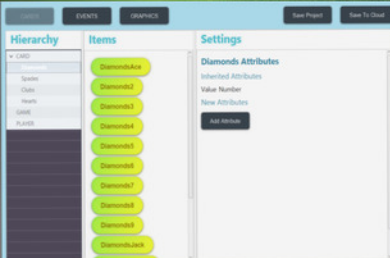 EVENTS
GRAPHICS
Save Project
Save To Cloud
Hierarchy
Items
Settings
CARD
Spades
Clubs
Hearts
GAME
PLAYER
DiamondsAce
Diamonds2
Diamonds3
Diamonds4
Diamonds5
Diamonds6
Diamonds7
Diamonds8
Diamonds9
DiamondsJack
Diamonds Attributes
Inherited Attributes
Value Number
New Attributes
Add Attribute